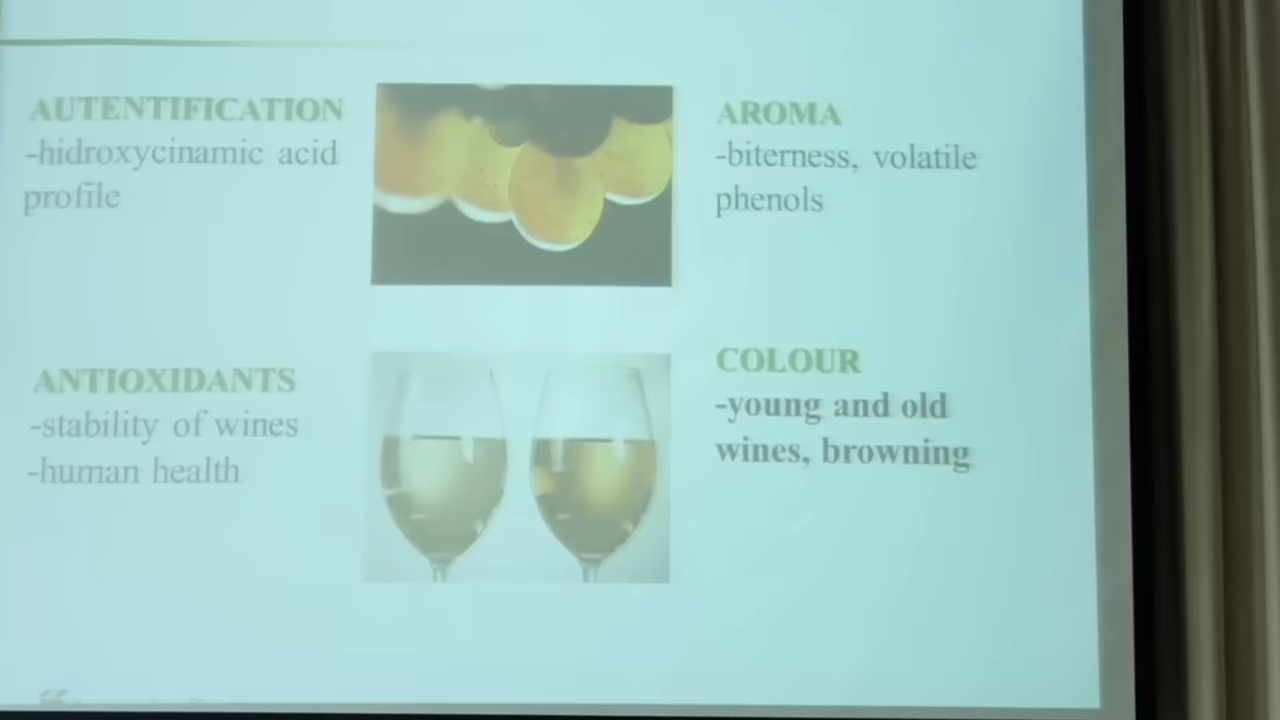 AUTENTIFICATION
-hidroxycinamic acid
profile
AROMA
-biterness, volatile
phenols
ANTIOXIDANTS
-stability of wines
-human health
COLOUR
-young and old
wines, browning